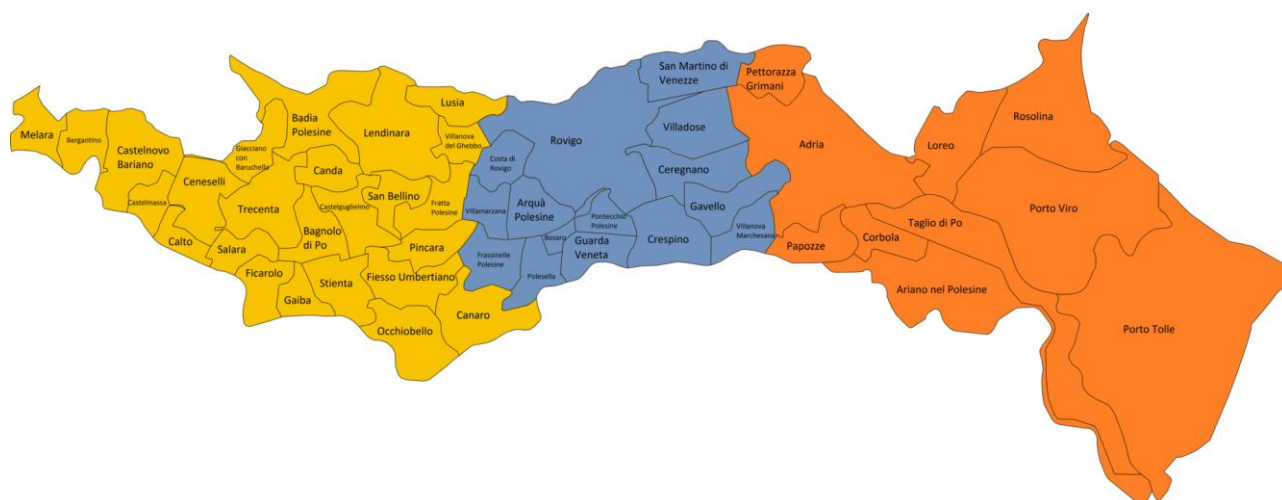 Melara
Bergantino
Castelnovo
Bariano
Castelmassa
Ceneselli
Calto
Giacciano
con
Baruchella
Badia
Polesine
Trecenta
Salara
Ficarolo
Gaiba
Canda
Castelguglielmo
Bagnolo
di Po
Stienta
Lendinara
Lusia
Villanova
del Ghebbo
San Bellino
Fratta
Polesine
Pincara
Fiesso Umbertiano
Occhiobello
Canaro
Rovigo
Costa di
Rovigo
Villamarzana
Arquà
Polesine
Frassinelle
Polesine
Bosaro
Polesella
Pontecchio
Polesine
Guarda
Veneta
San Martino di
Venezze
Villadose
Ceregnano
Gavello
Crespino
Villanova
Marchesana
Pettorazza
Grimani
Adria
Papozze
Corbola
Loreo
Rosolina
Taglio di Po
Porto Viro
Ariano nel Polesine
Porto Tolle